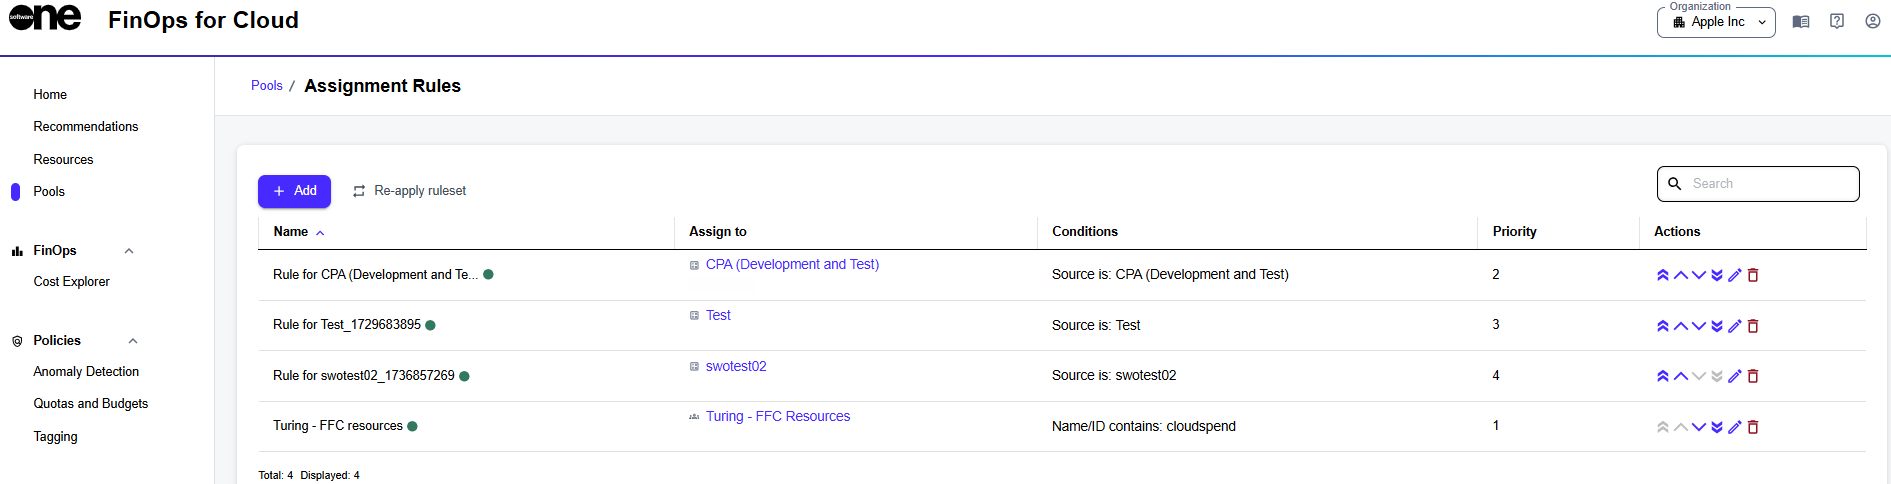 software one FinOps for Cloud
Organization
Apple Inc
Home
Recommendations
Resources
Pools
FinOps
Cost Explorer
Policies
Anomaly Detection
Quotas and Budgets
Tagging
Pools / Assignment Rules
+ Add Re-apply ruleset Search
Name Assign to Conditions Priority Actions
Rule for CPA (Development and Te... CPA (Development and Test) Source is: CPA (Development and Test) 2
Rule for Test_1729683895 Test Source is: Test 3
Rule for swotest02_1736857269 swotest02 Source is: swotest02 4
Turing - FFC resources Turing - FFC Resources Name/ID contains: cloudspend 1
Total: 4 Displayed: 4